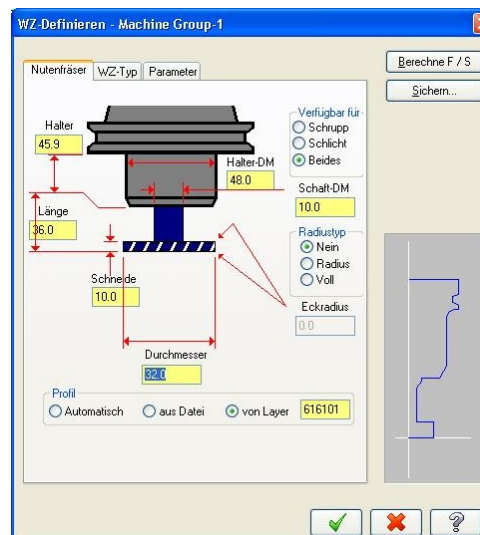 WZ-Definieren - Machine Group-1
Nutenfräser
WZ-Typ
Parameter
Berechne F / S
Sichern...
Halter
45.9
Halter-DM
48.0
Länge
36.0
Schneide
10.0
Durchmesser
32.0
Verfügbar für
Schrupp
Schlicht
Beides
Schaft-DM
10.0
Radiustyp
Nein
Radius
Voll
Eckradius
0.0
Profil
Automatisch
aus Datei
von Layer
616101
?